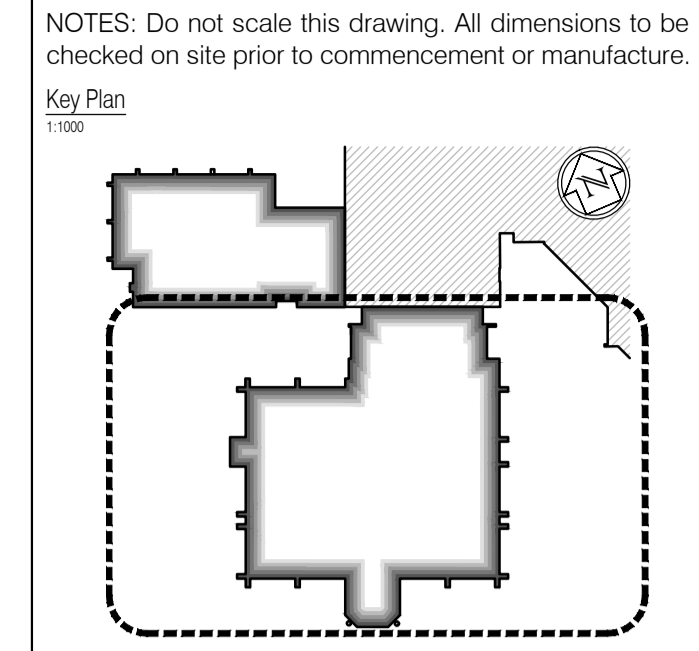 NOTES: Do not scale this drawing. All dimensions to be
checked on site prior to commencement or manufacture.
Key Plan
1:1000
N